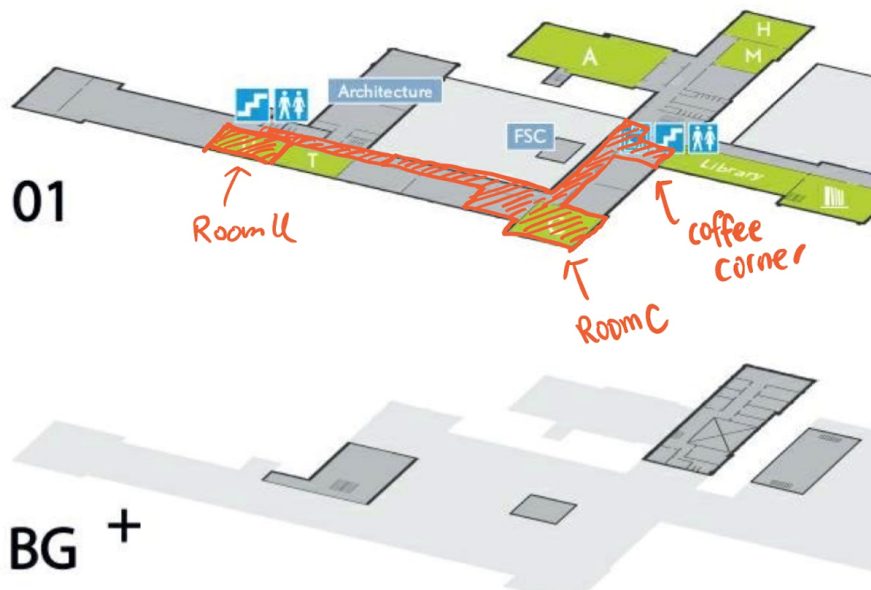 H
A
M
Architecture
FSC
T
Library
01
Room U
coffee
corner
Room C
BG +